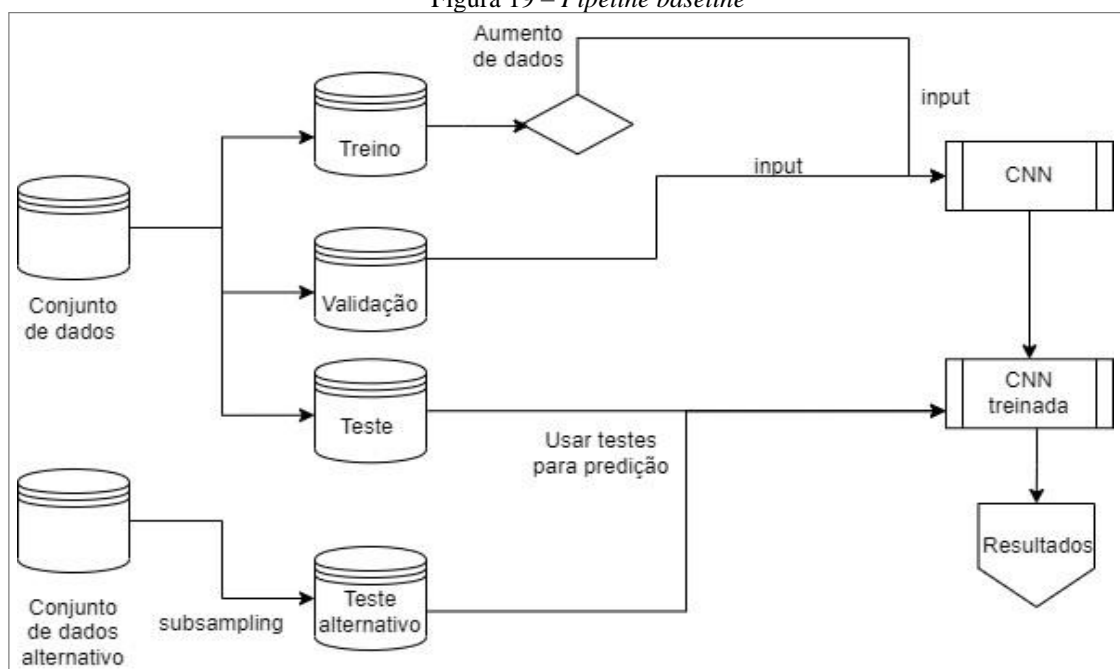 Figura 19 – Pipeline baseline
Aumento
de dados
input
Treino
input
CNN
Conjunto
de dados
Validação
CNN
treinada
Teste
Usar testes
para predição
Resultados
Conjunto
de dados
alternativo
subsampling
Teste
alternativo